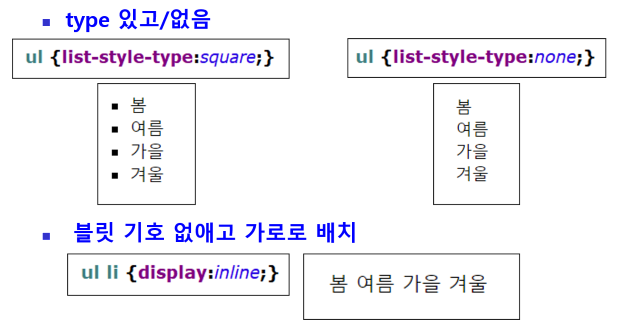 type 있고/없음
ul {list-style-type:square;}
ul {list-style-type:none;}
봄
여름
가을
겨울
봄
여름
가을
겨울
블릿 기호 없애고 가로로 배치
ul li {display:inline;}
봄 여름 가을 겨울